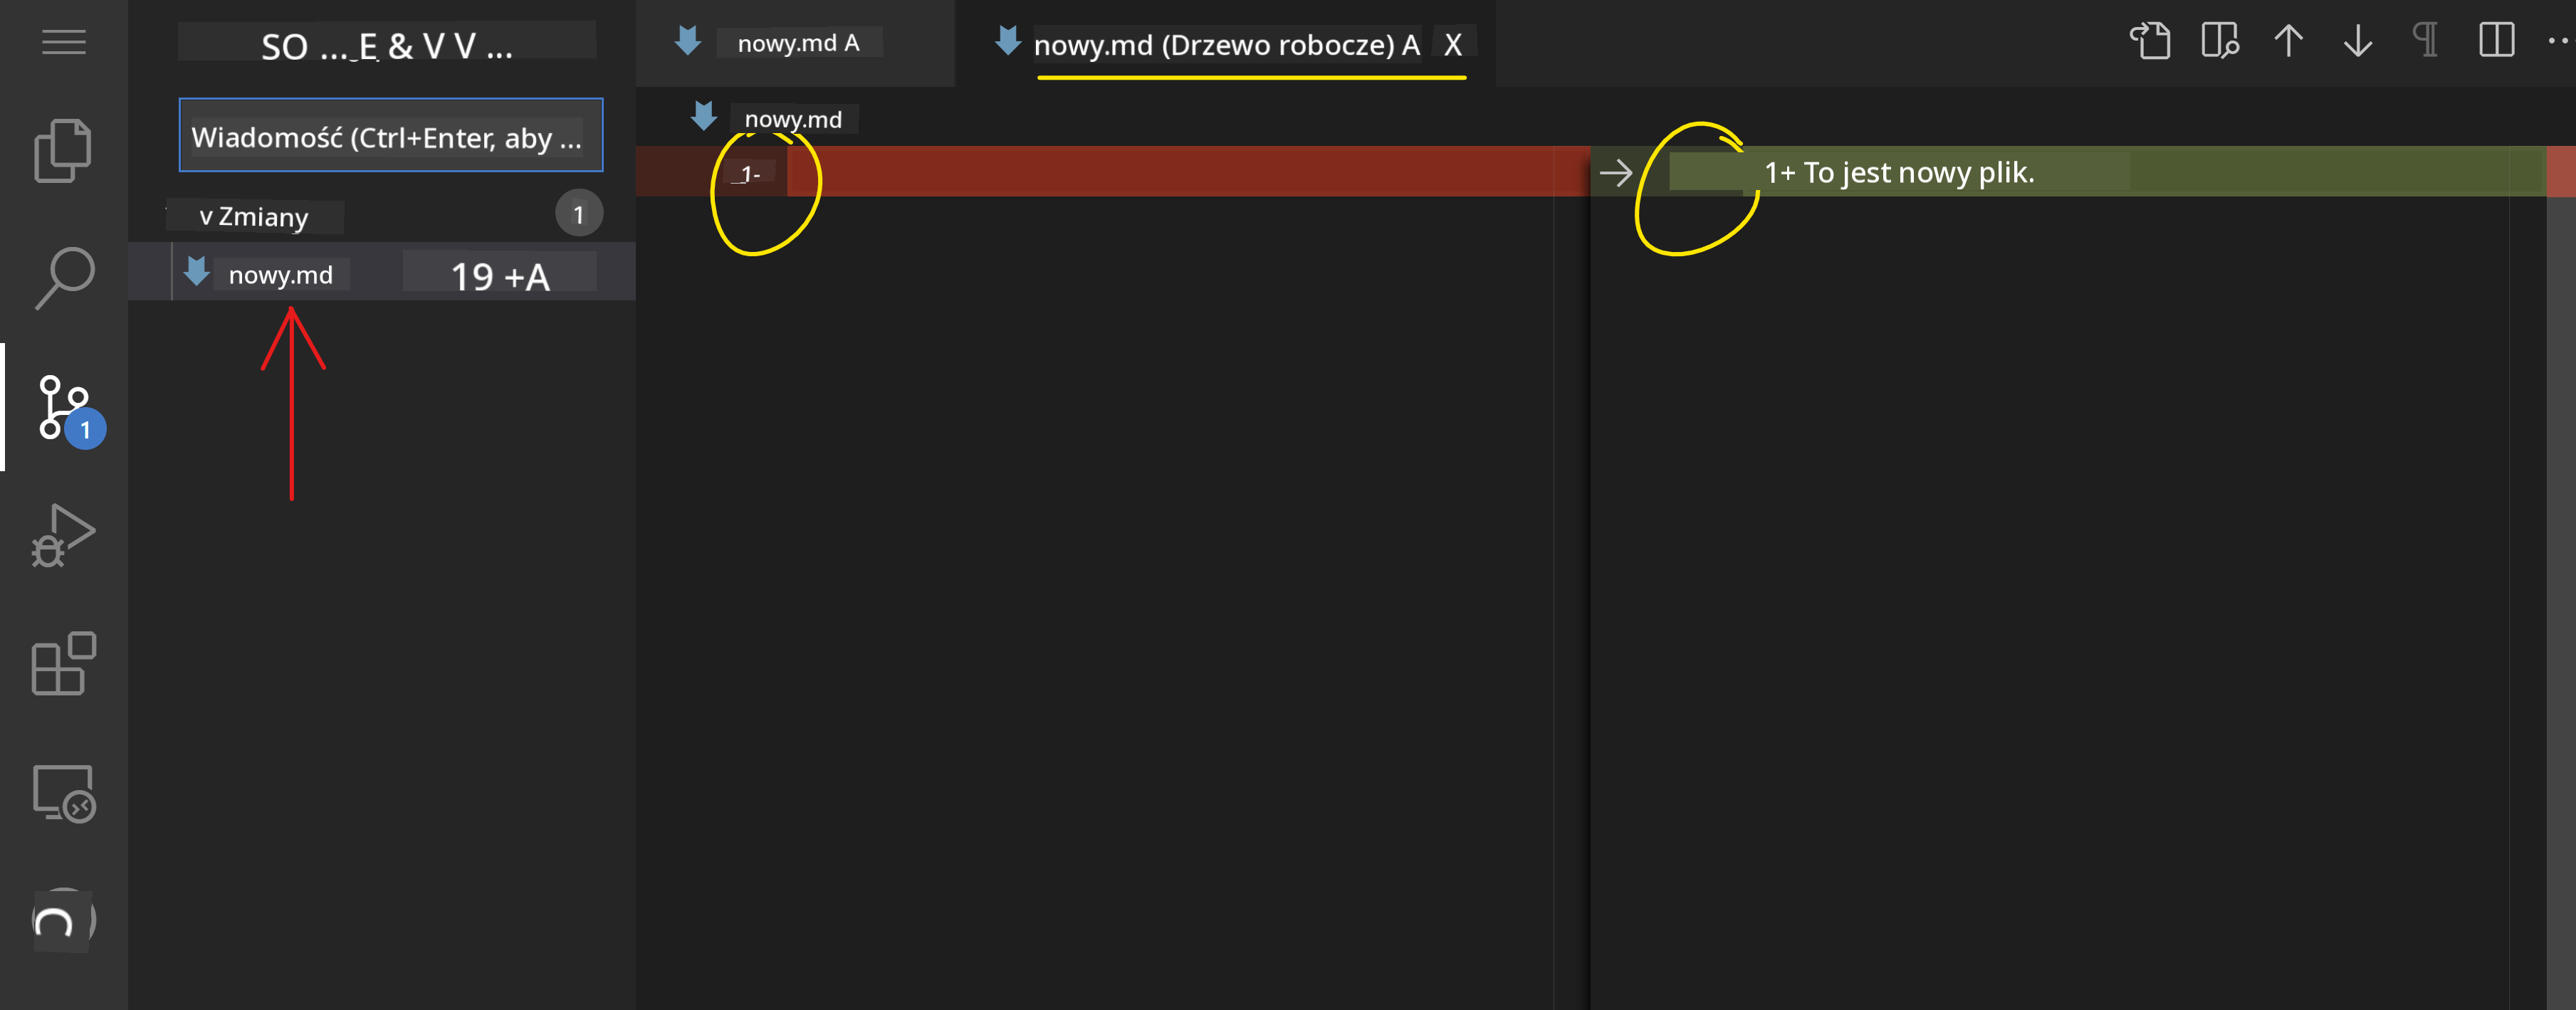 SO ... E & V V ...
Wiadomość (Ctrl+Enter, aby ...
v Zmiany 1
nowy.md 19 +A
1
nowy.md A
nowy.md (Drzewo robocze) A X
nowy.md
1-
1+ To jest nowy plik.